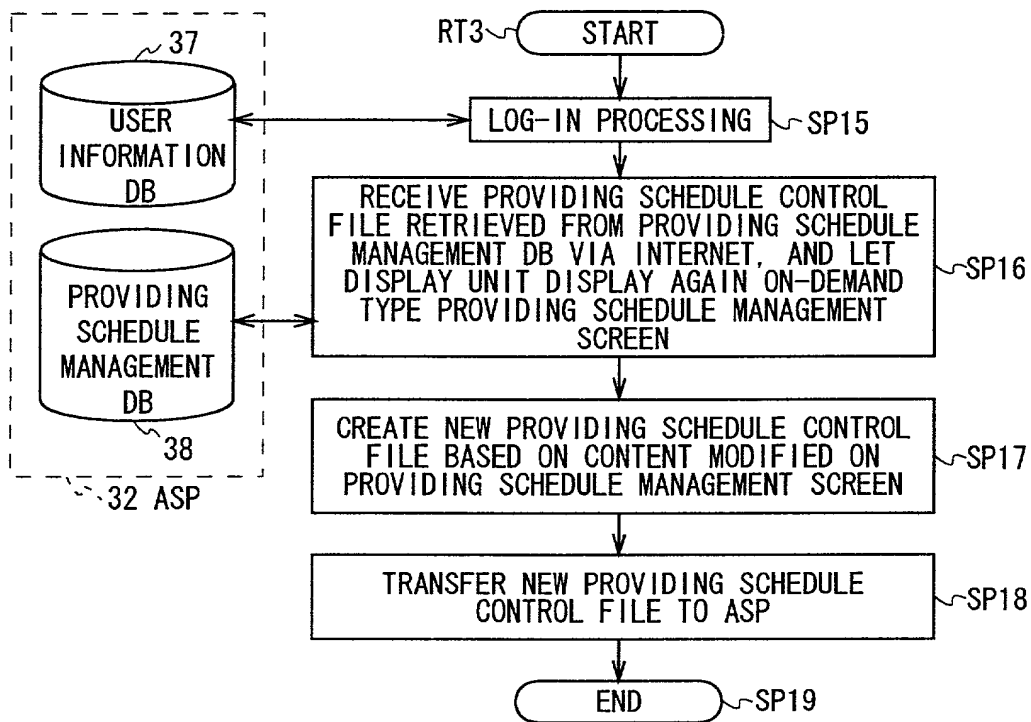 RT3
START
37
USER
INFORMATION
DB
LOG-IN PROCESSING
SP15
RECEIVE PROVIDING SCHEDULE CONTROL
FILE RETRIEVED FROM PROVIDING SCHEDULE
MANAGEMENT DB VIA INTERNET, AND LET
DISPLAY UNIT DISPLAY AGAIN ON-DEMAND
TYPE PROVIDING SCHEDULE MANAGEMENT
SCREEN
SP16
PROVIDING
SCHEDULE
MANAGEMENT
DB
38
32 ASP
CREATE NEW PROVIDING SCHEDULE CONTROL
FILE BASED ON CONTENT MODIFIED ON
PROVIDING SCHEDULE MANAGEMENT SCREEN
SP17
TRANSFER NEW PROVIDING SCHEDULE
CONTROL FILE TO ASP
SP18
END
SP19